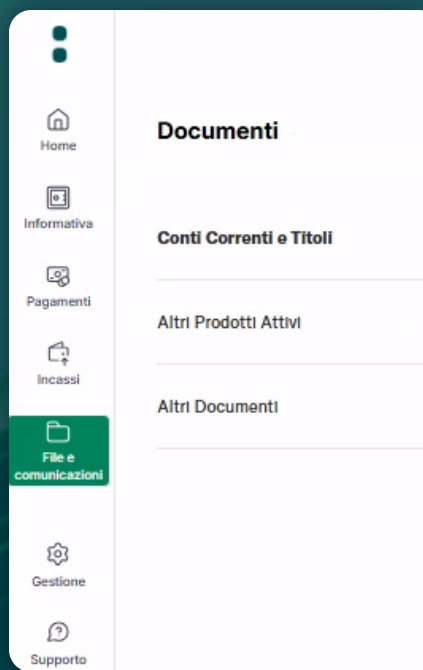 Home
Informativa
Pagamenti
Incassi
File e
comunicazioni
Gestione
Supporto
Documenti
Conti Correnti e Titoli
Altri Prodotti Attivi
Altri Documenti